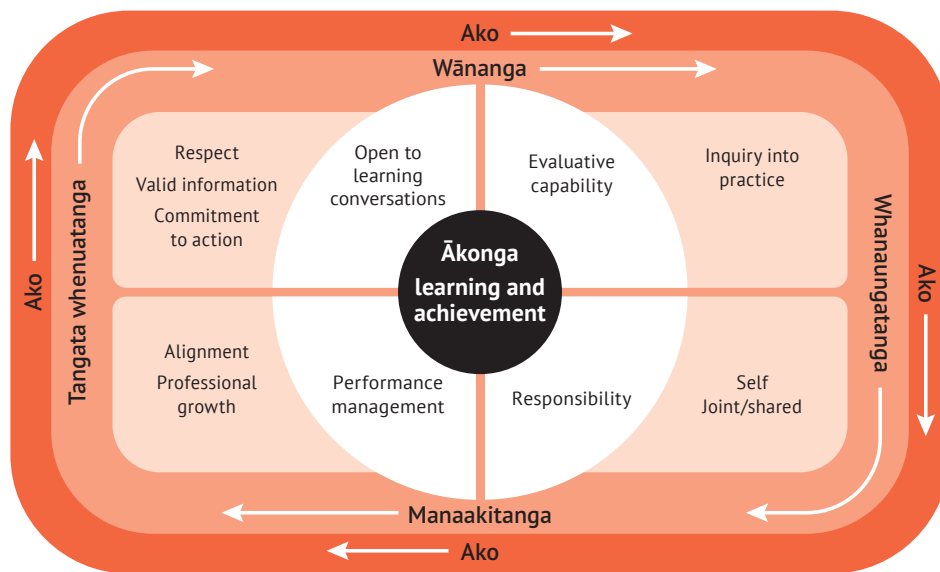 Ako
Wānanga
Tangata whenuatanga
Ako
Respect
Valid information
Commitment
to action
Open to
learning
conversations
Evaluative
capability
Inquiry into
practice
Whanaungatanga
Ako
Ākonga
learning and
achievement
Alignment
Professional
growth
Performance
management
Responsibility
Self
Joint/shared
Manaakitanga
Ako